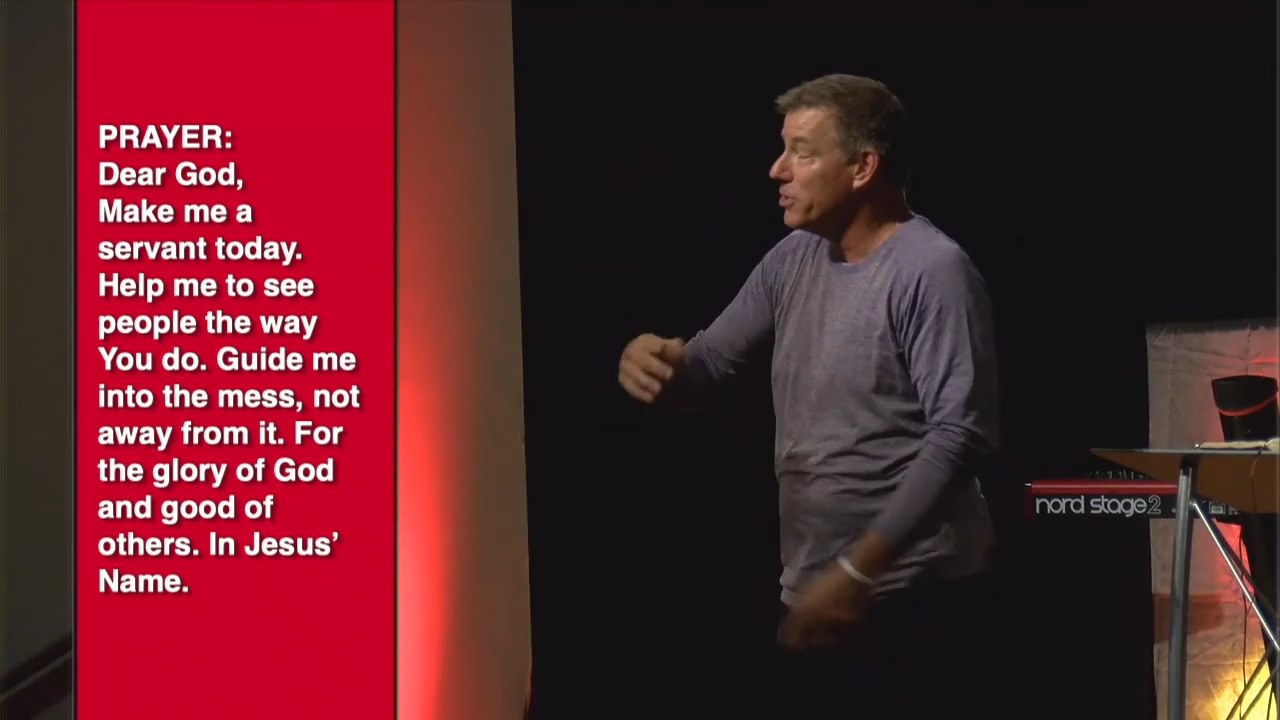 PRAYER:
Dear God,
Make me a
servant today.
Help me to see
people the way
You do. Guide me
into the mess, not
away from it. For
the glory of God
and good of
others. In Jesus’
Name.
nord stage 2